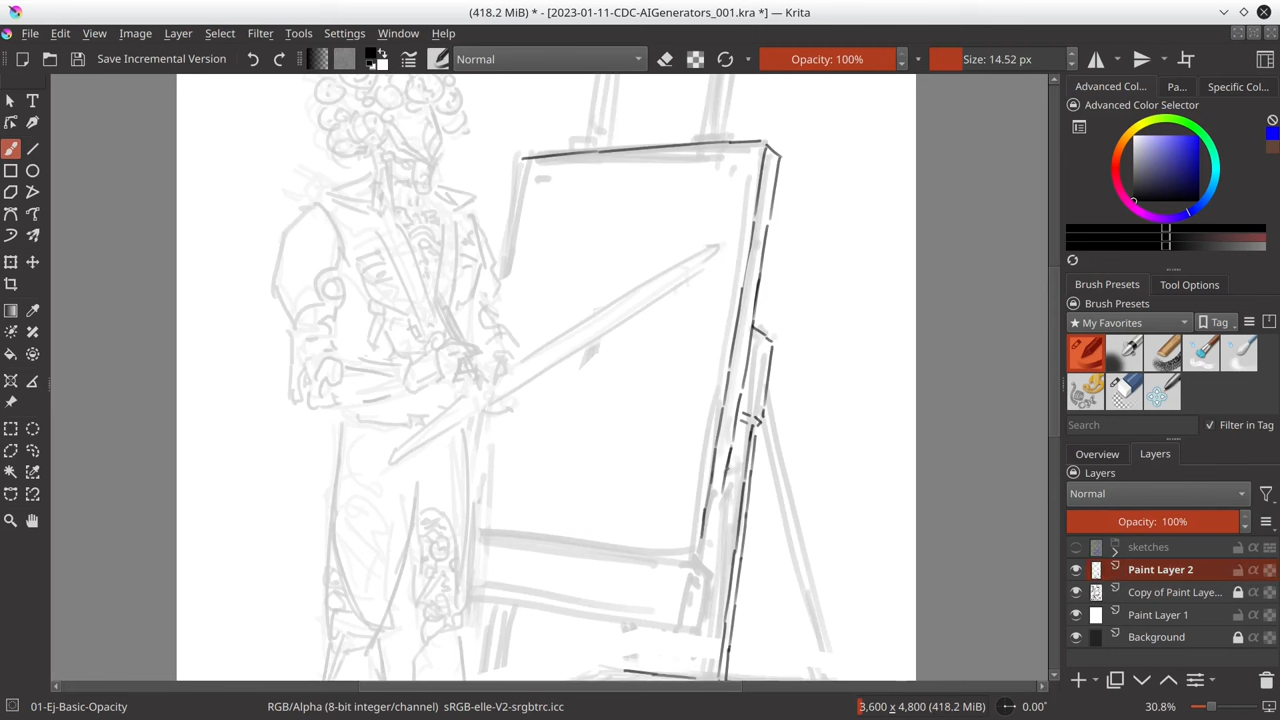 (418.2 MiB) * - [2023-01-11-CDC-AIGenerators_001.kra *] — Krita
File Edit View Image Layer Select Filter Tools Settings Window Help
Save Incremental Version Normal Opacity: 100% Size: 14.52 px
Advanced Col... Pa... Specific Col...
Advanced Color Selector
Brush Presets Tool Options
Brush Presets
★ My Favorites Tag
Search Filter in Tag
Overview Layers
Layers
Normal
Opacity: 100%
sketches
Paint Layer 2
Copy of Paint Laye...
Paint Layer 1
Background
01-Ej-Basic-Opacity RGB/Alpha (8-bit integer/channel) sRGB-elle-V2-srgbtrc.icc 3,600 x 4,800 (418.2 MiB) 0.00° 30.8%